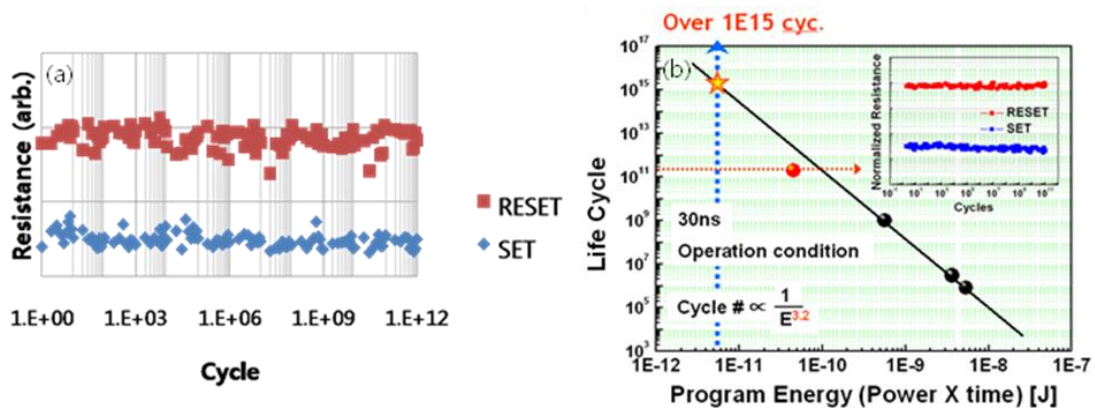 (a)
Resistance (arb.)
RESET
SET
1.E+00 1.E+03 1.E+06 1.E+09 1.E+12
Cycle
Over 1E15 cyc.
(b)
Life Cycle
10^17
10^15
10^13
10^11
10^9
10^7
10^5
10^3
30ns
Operation condition
Cycle # ∝ 1/E^3.2
1E-12 1E-11 1E-10 1E-9 1E-8 1E-7
Program Energy (Power X time) [J]
Normalized Resistance
RESET
SET
Cycles